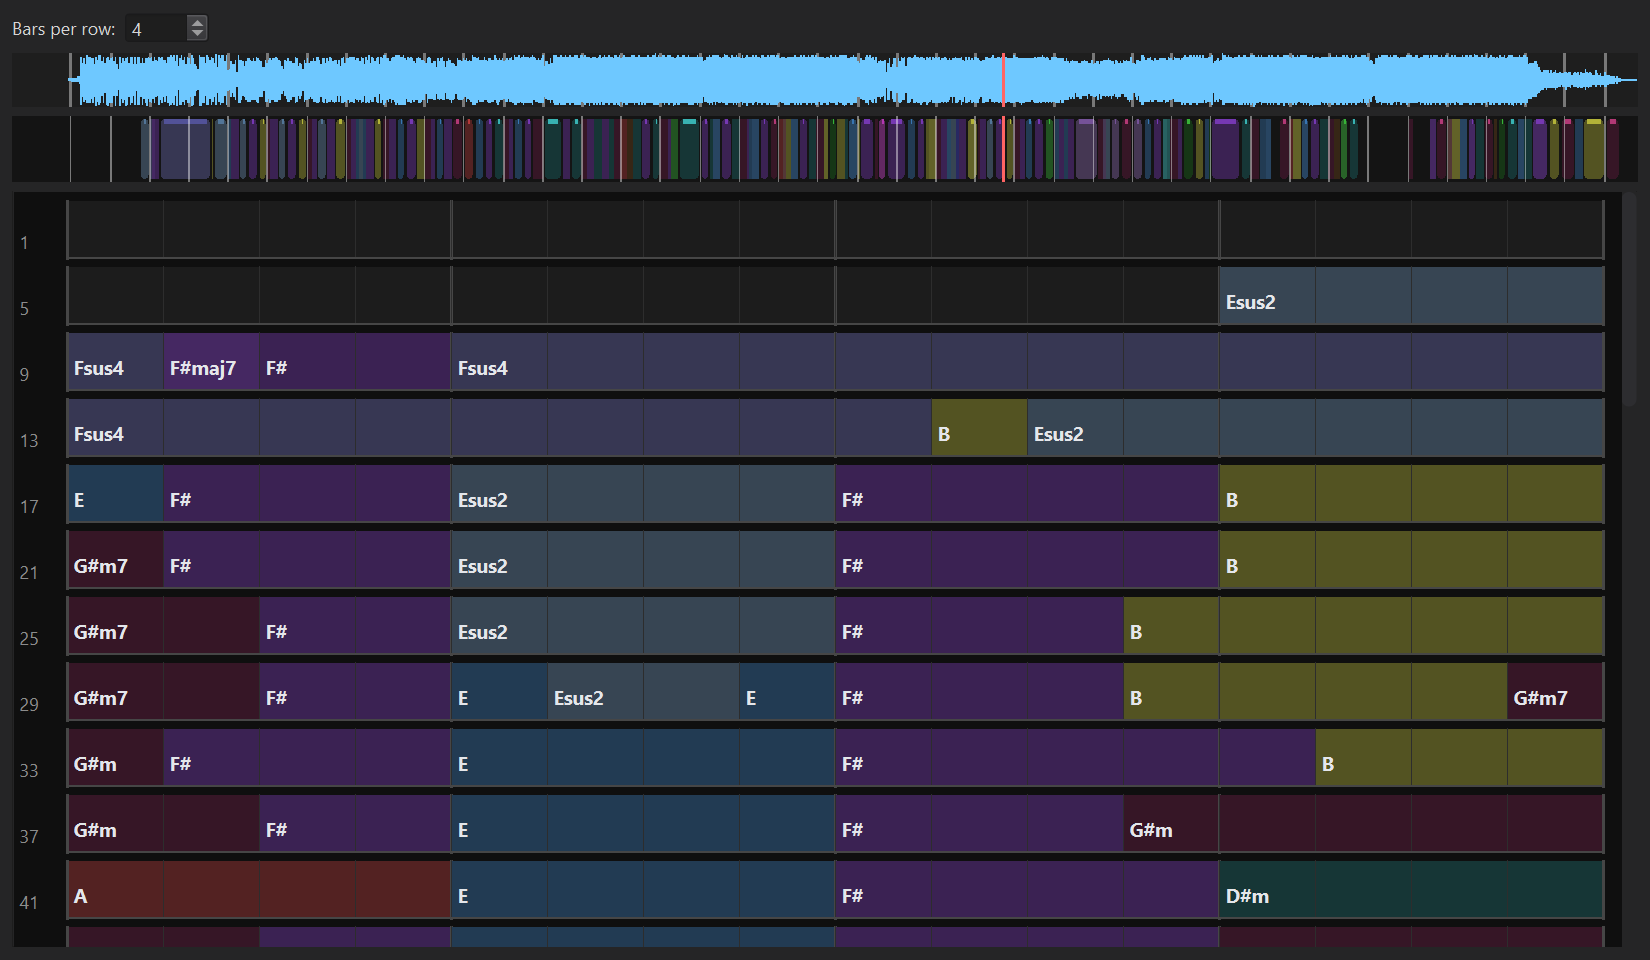 Bars per row: 4
1
5 Esus2
9 Fsus4 F#maj7 F# Fsus4
13 Fsus4 B Esus2
17 E F# Esus2 F# B
21 G#m7 F# Esus2 F# B
25 G#m7 F# Esus2 F# B
29 G#m7 F# E Esus2 E F# B G#m7
33 G#m F# E F# B
37 G#m F# E F# G#m
41 A E F# D#m